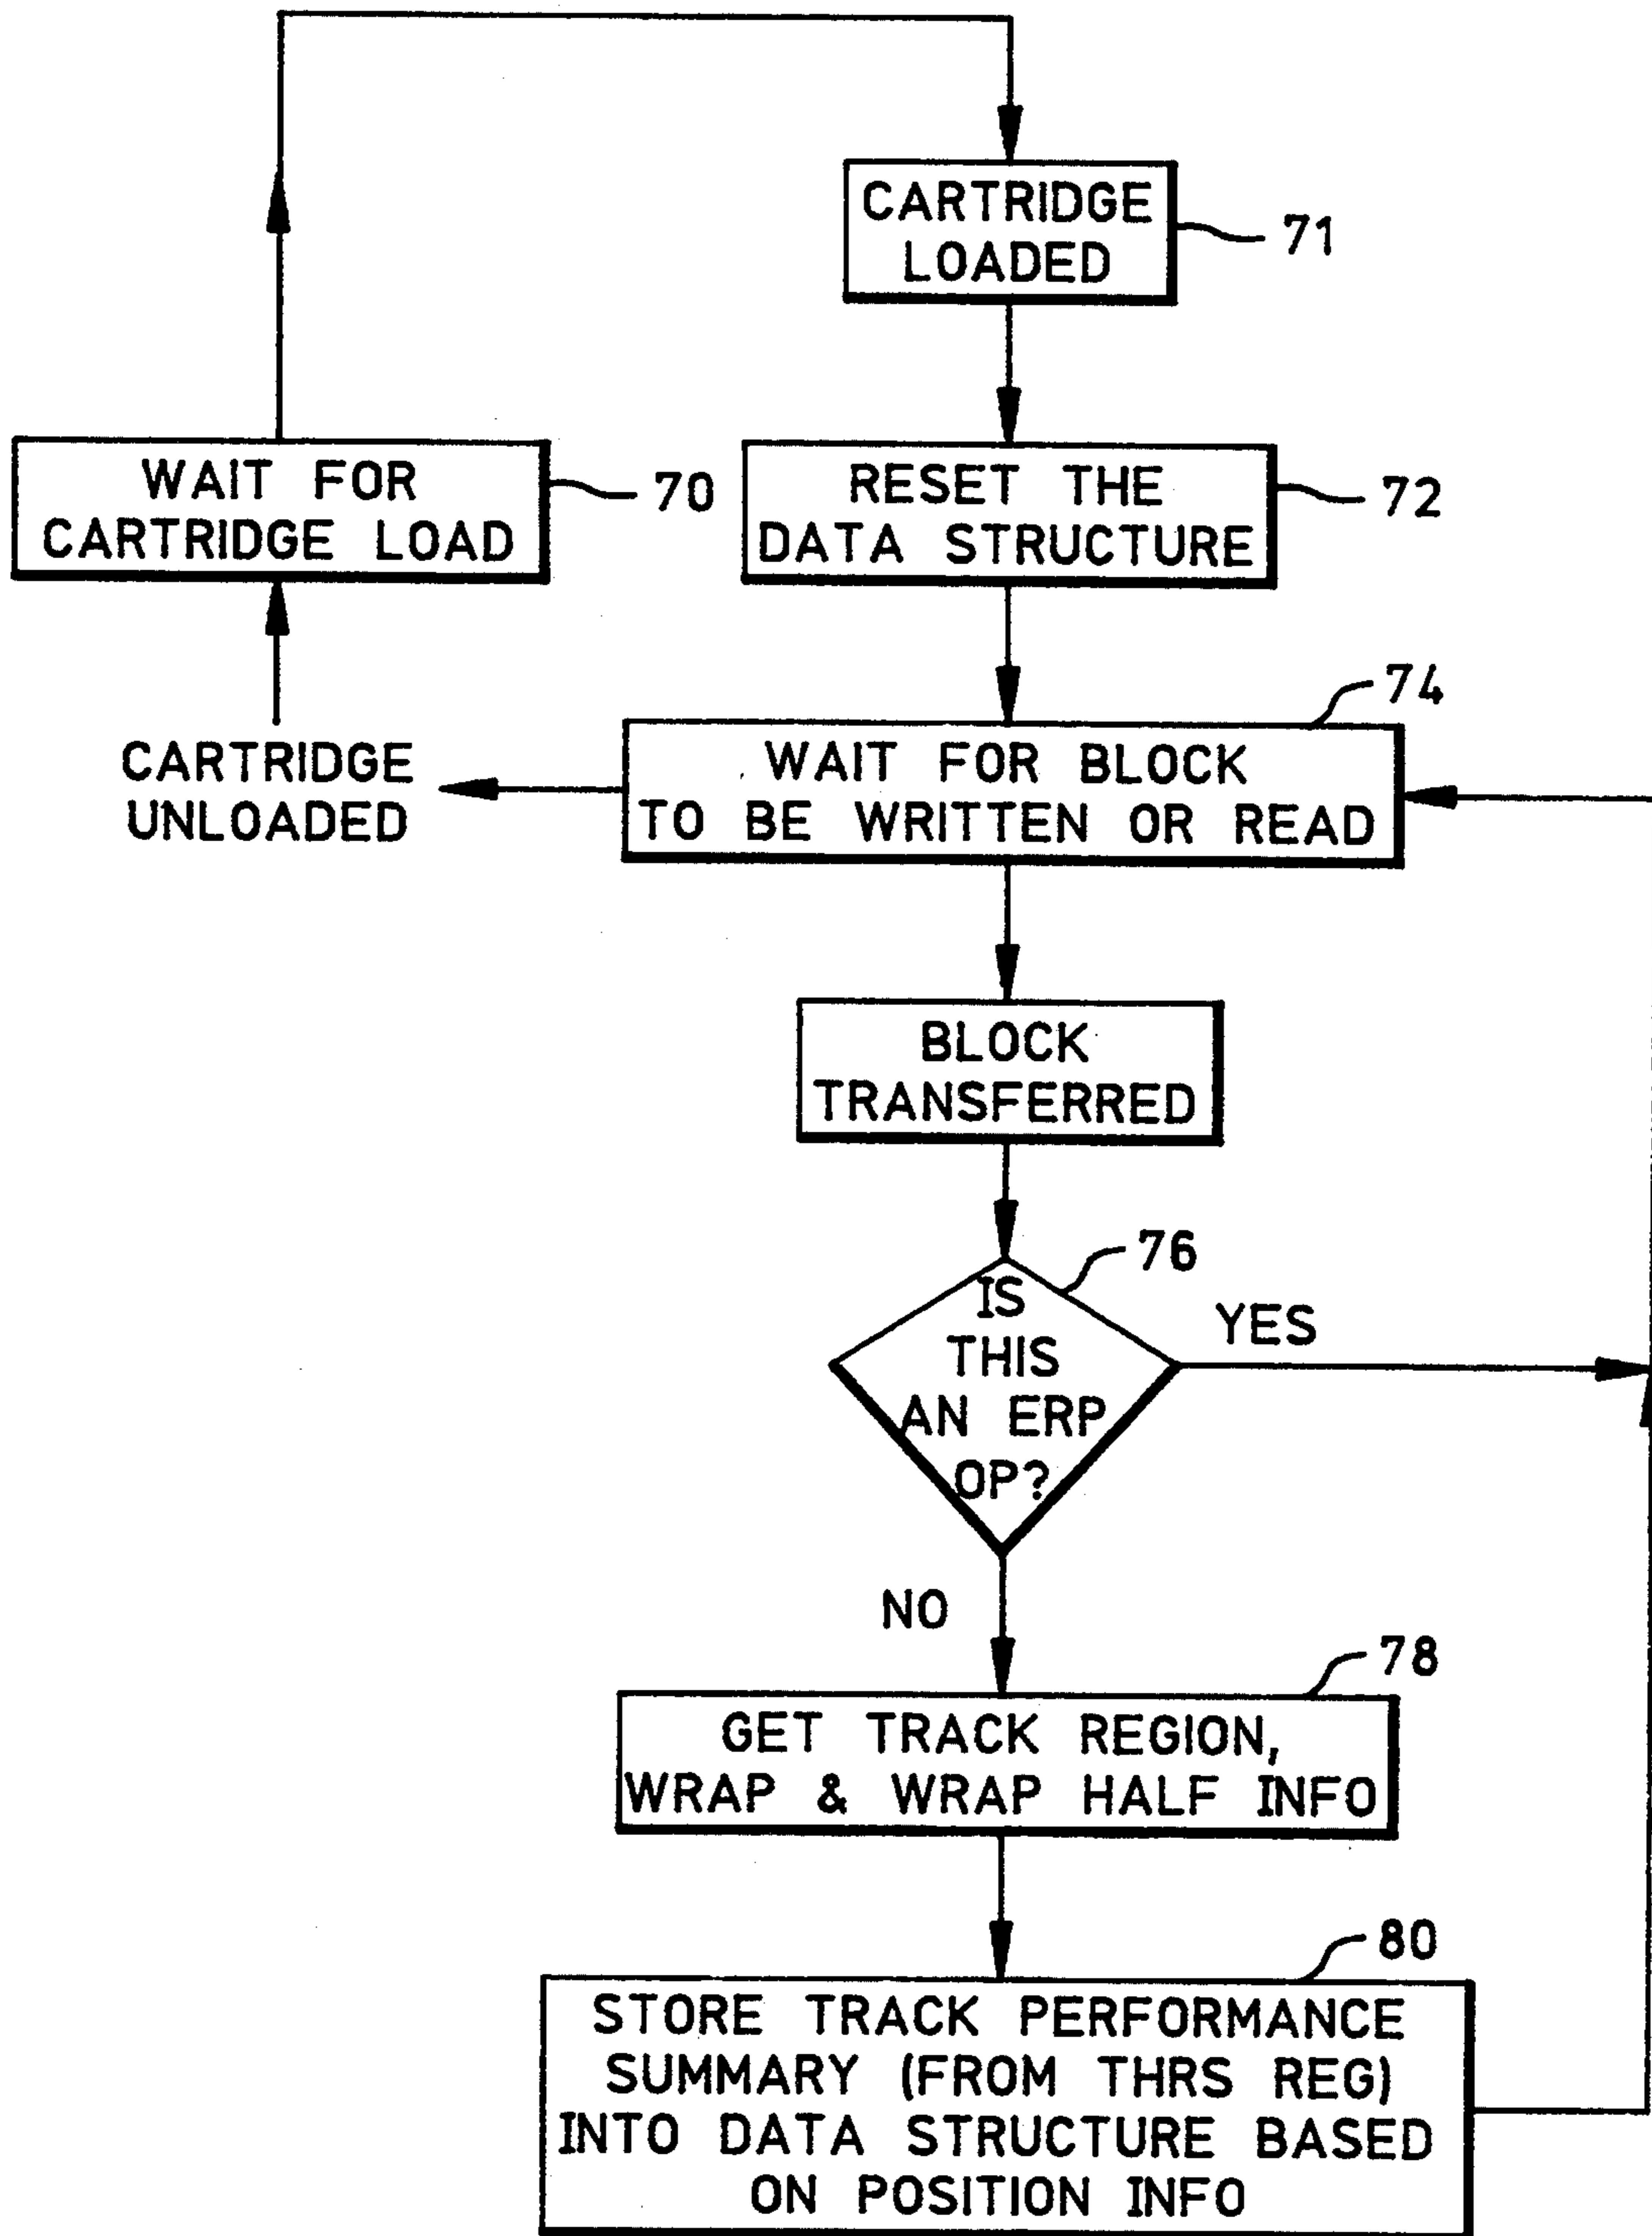 CARTRIDGE
LOADED
71
WAIT FOR
CARTRIDGE LOAD
70
RESET THE
DATA STRUCTURE
72
74
CARTRIDGE
UNLOADED
WAIT FOR BLOCK
TO BE WRITTEN OR READ
BLOCK
TRANSFERRED
76
IS
THIS
AN ERP
OP?
YES
NO
78
GET TRACK REGION,
WRAP & WRAP HALF INFO
80
STORE TRACK PERFORMANCE
SUMMARY (FROM THRS REG)
INTO DATA STRUCTURE BASED
ON POSITION INFO